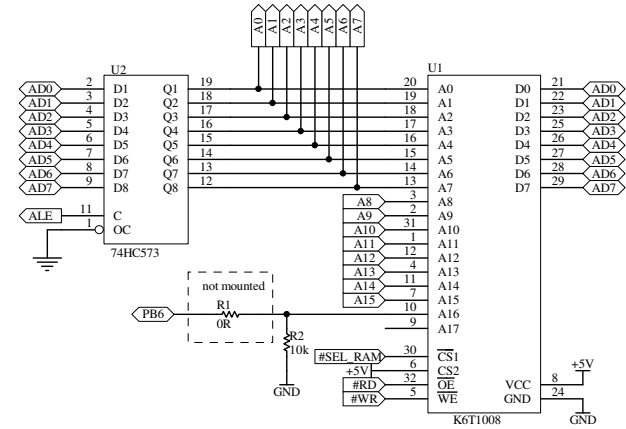 A0 A1 A2 A3 A4 A5 A6 A7
U2
AD0 2 D1 Q1 19
AD1 3 D2 Q2 18
AD2 4 D3 Q3 17
AD3 5 D4 Q4 16
AD4 6 D5 Q5 15
AD5 7 D6 Q6 14
AD6 8 D7 Q7 13
AD7 9 D8 Q8 12
ALE 11 C
1 OC
74HC573
U1
20 A0 D0 21 AD0
19 A1 D1 22 AD1
18 A2 D2 23 AD2
17 A3 D3 25 AD3
16 A4 D4 26 AD4
15 A5 D5 27 AD5
14 A6 D6 28 AD6
13 A7 D7 29 AD7
A8 3 A8
A9 2 A9
A10 31 A10
A11 1 A11
A12 12 A12
A13 4 A13
A14 11 A14
A15 7 A15
10 A16
9 A17
not mounted
PB6 R1
0R
R2
10k
GND
#SEL_RAM 30 CS1
+5V 6 CS2
#RD 32 OE
#WR 5 WE
VCC 8 +5V
GND 24
GND
K6T1008